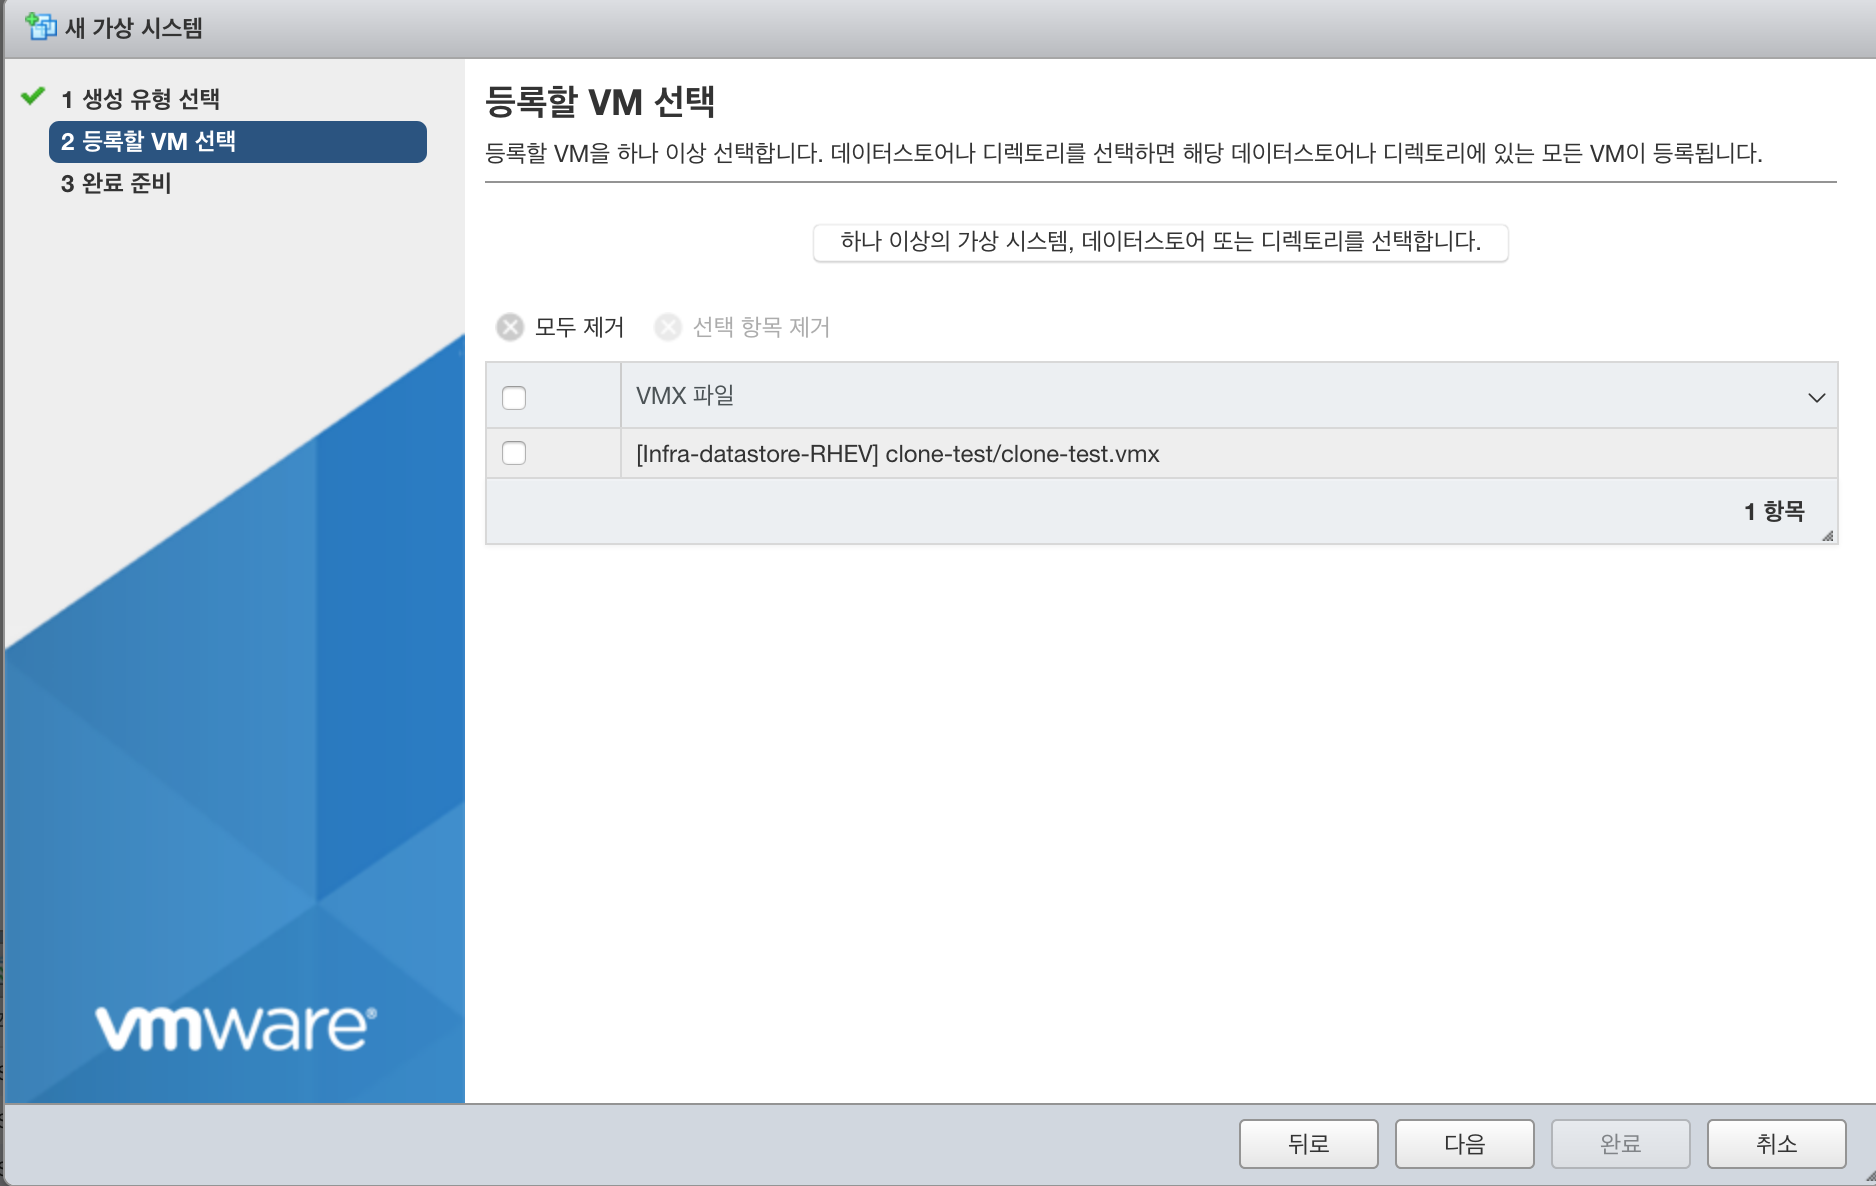 새 가상 시스템
1 생성 유형 선택
2 등록할 VM 선택
3 완료 준비
등록할 VM 선택
등록할 VM을 하나 이상 선택합니다. 데이터스토어나 디렉토리를 선택하면 해당 데이터스토어나 디렉토리에 있는 모든 VM이 등록됩니다.
하나 이상의 가상 시스템, 데이터스토어 또는 디렉토리를 선택합니다.
모두 제거 선택 항목 제거
VMX 파일
[Infra-datastore-RHEV] clone-test/clone-test.vmx
1 항목
vmware®
뒤로 다음 완료 취소